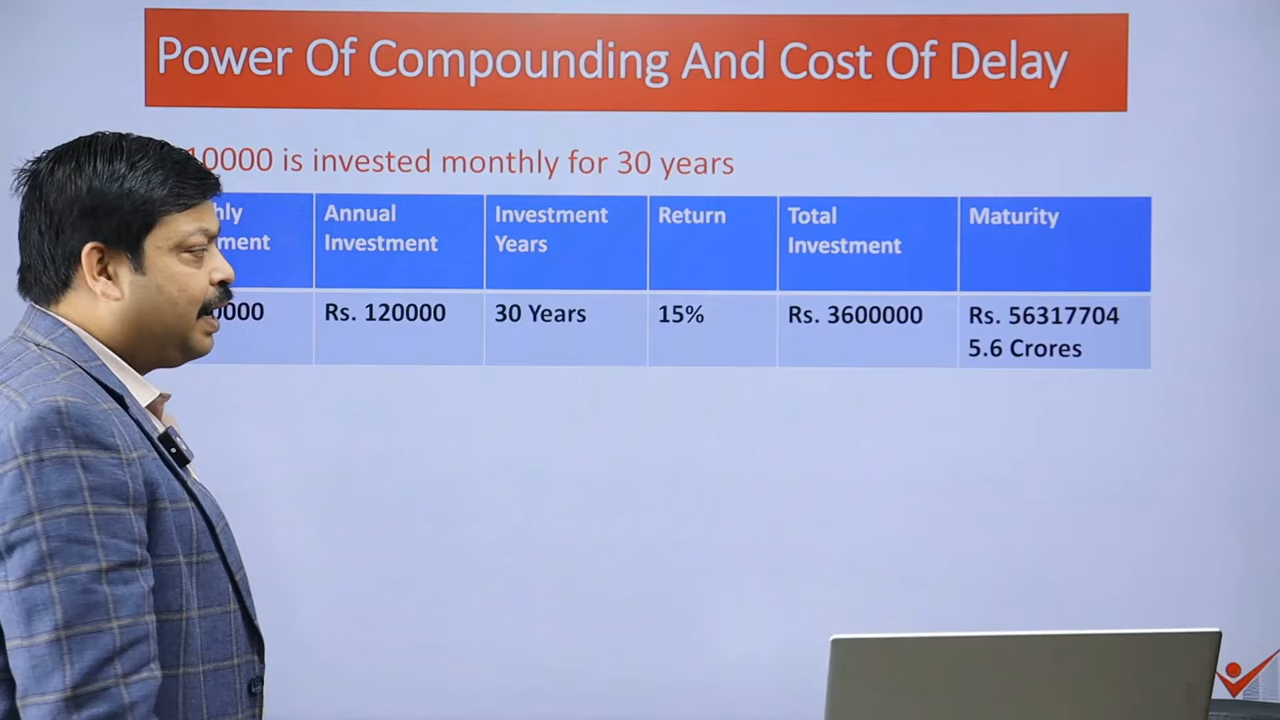 Power Of Compounding And Cost Of Delay
10000 is invested monthly for 30 years
Annual Investment
Investment Years
Return
Total Investment
Maturity
Rs. 120000
30 Years
15%
Rs. 3600000
Rs. 56317704
5.6 Crores